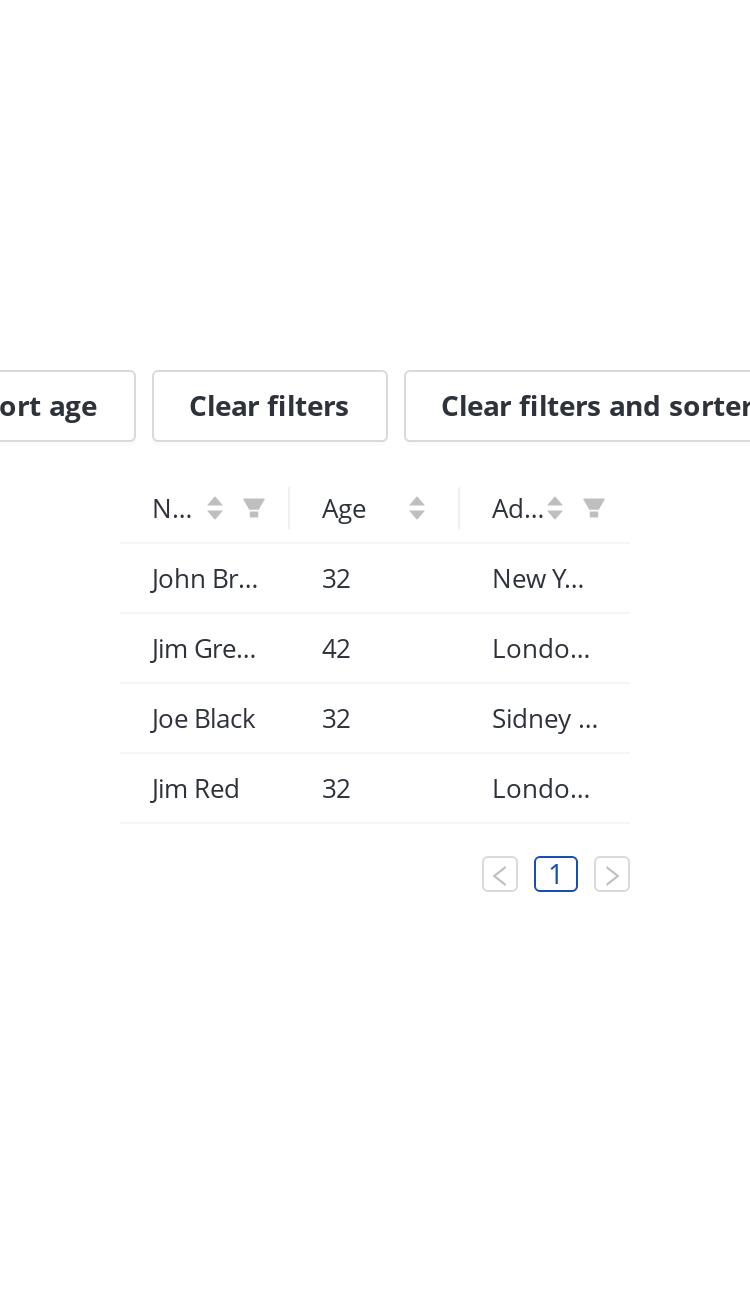 ort age Clear filters Clear filters and sorter
N... Age Ad...
John Br... 32 New Y...
Jim Gre... 42 Londo...
Joe Black 32 Sidney ...
Jim Red 32 Londo...
1